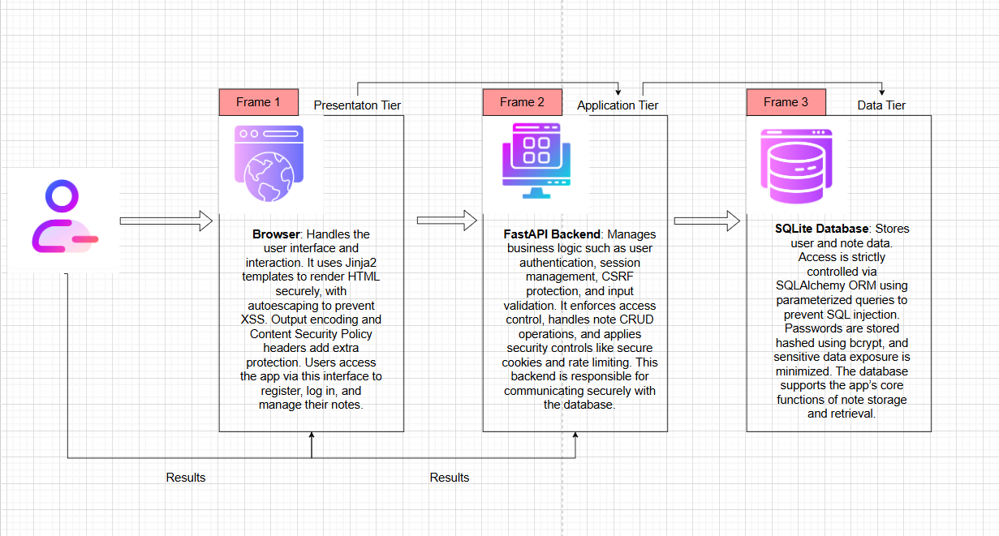 Frame 1
Presentaton Tier
Browser: Handles the
user interface and
interaction. It uses Jinja2
templates to render HTML
securely, with
autoescaping to prevent
XSS. Output encoding and
Content Security Policy
headers add extra
protection. Users access
the app via this interface to
register, log in, and
manage their notes.
Frame 2
Application Tier
FastAPI Backend: Manages
business logic such as user
authentication, session
management, CSRF
protection, and input
validation. It enforces access
control, handles note CRUD
operations, and applies
security controls like secure
cookies and rate limiting. This
backend is responsible for
communicating securely with
the database.
Frame 3
Data Tier
SQLite Database: Stores
user and note data.
Access is strictly
controlled via
SQLAlchemy ORM using
parameterized queries to
prevent SQL injection.
Passwords are stored
hashed using bcrypt, and
sensitive data exposure is
minimized. The database
supports the app's core
functions of note storage
and retrieval.
Results
Results